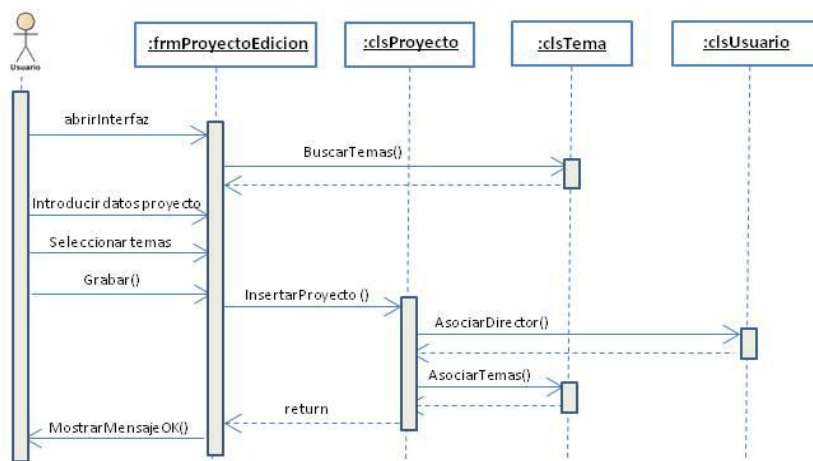 :frmProyectoEdicion
:clsProyecto
:clsTema
:clsUsuario
Usuario
abrirInterfaz
BuscarTemas()
Introducir datos proyecto
Seleccionar temas
Grabar()
InsertarProyecto ()
AsociarDirector()
AsociarTemas()
return
MostrarMensajeOK()